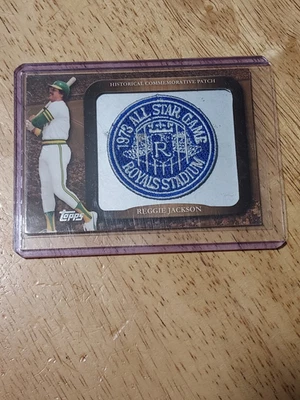 HISTORICAL COMMEMORATIVE PATCH
1973 ALL STAR GAME
R
ROYALS STADIUM
Topps
REGGIE JACKSON